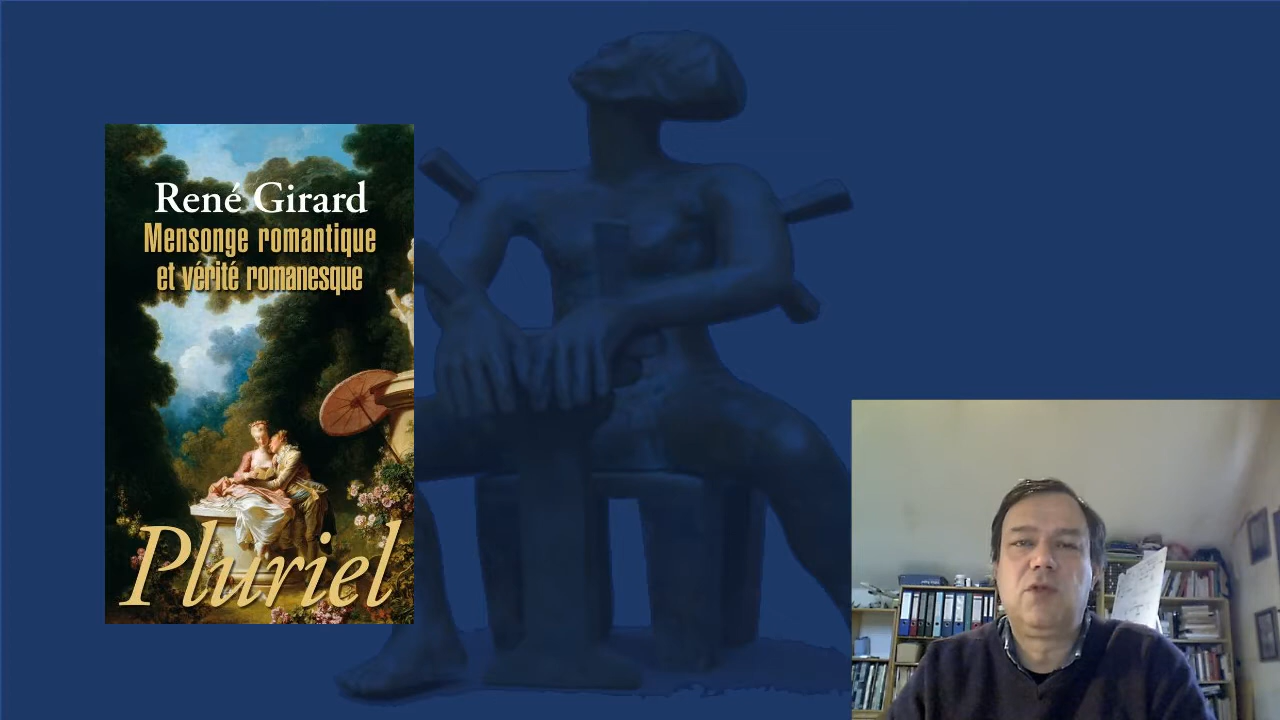 René Girard
Mensonge romantique
et vérité romanesque
Pluriel